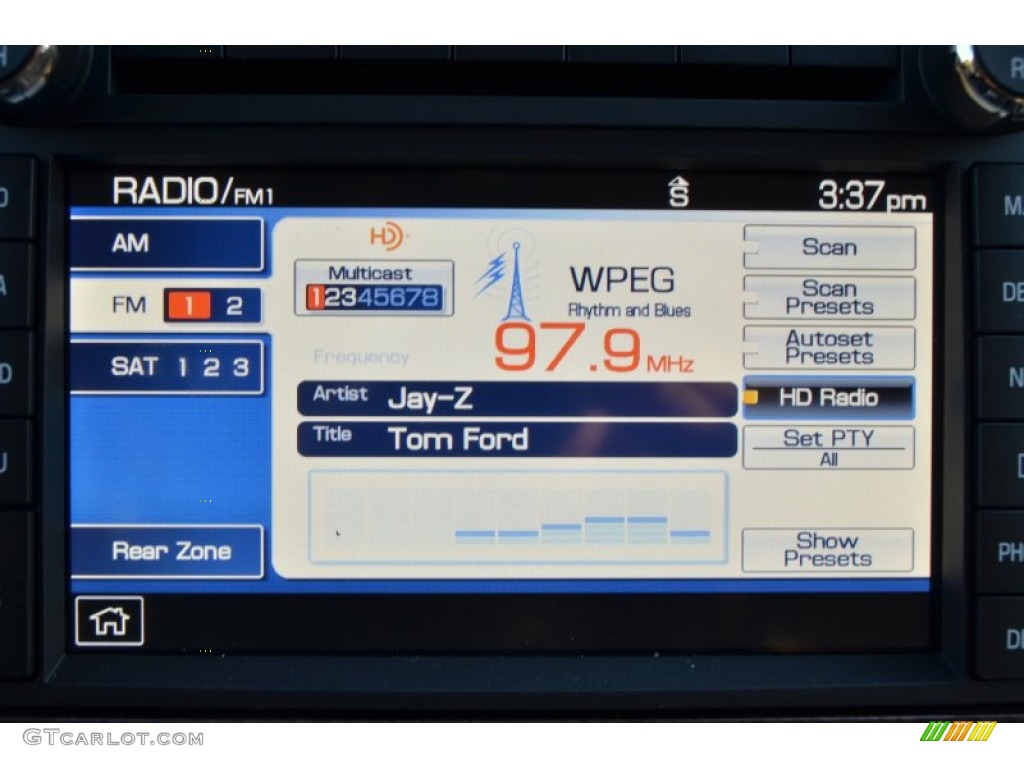 RADIO/FM1
S
3:37pm
AM
FM 1 2
SAT 1 2 3
Rear Zone
HD
Multicast
12345678
WPEG
Rhythm and Blues
Frequency
97.9 MHz
Artist Jay-Z
Title Tom Ford
Scan
Scan
Presets
Autoset
Presets
HD Radio
Set PTY
All
Show
Presets
GTCARLOT.COM